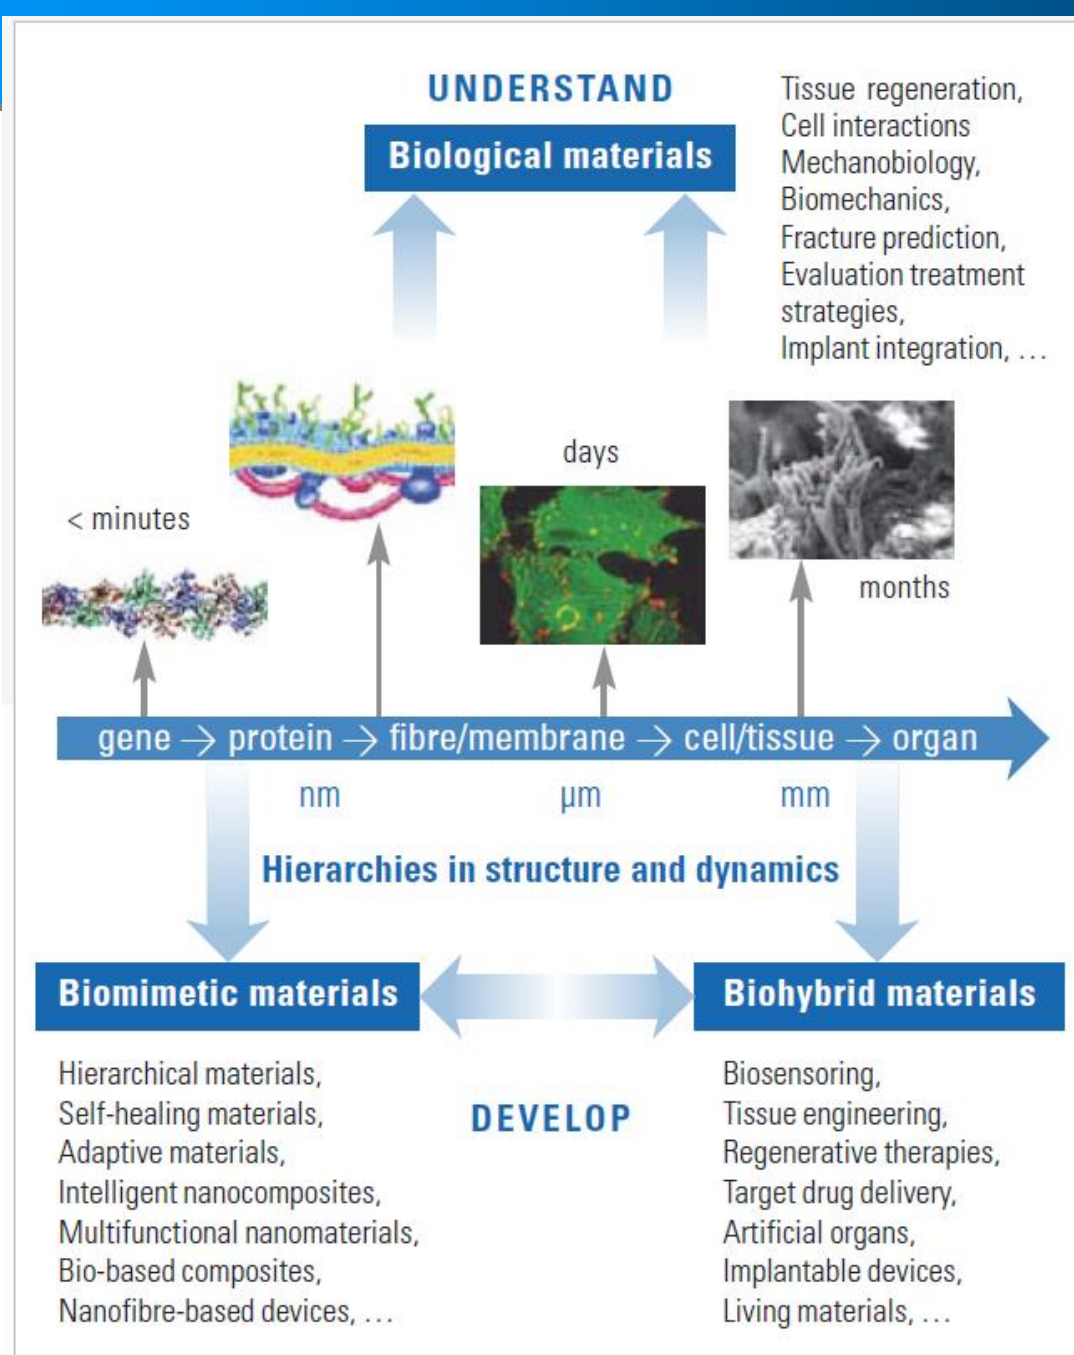 UNDERSTAND
Biological materials
Tissue regeneration,
Cell interactions
Mechanobiology,
Biomechanics,
Fracture prediction,
Evaluation treatment
strategies,
Implant integration, …
< minutes
days
months
gene → protein → fibre/membrane → cell/tissue → organ
nm
µm
mm
Hierarchies in structure and dynamics
Biomimetic materials
Biohybrid materials
Hierarchical materials,
Self-healing materials,
Adaptive materials,
Intelligent nanocomposites,
Multifunctional nanomaterials,
Bio-based composites,
Nanofibre-based devices, …
DEVELOP
Biosensoring,
Tissue engineering,
Regenerative therapies,
Target drug delivery,
Artificial organs,
Implantable devices,
Living materials, …